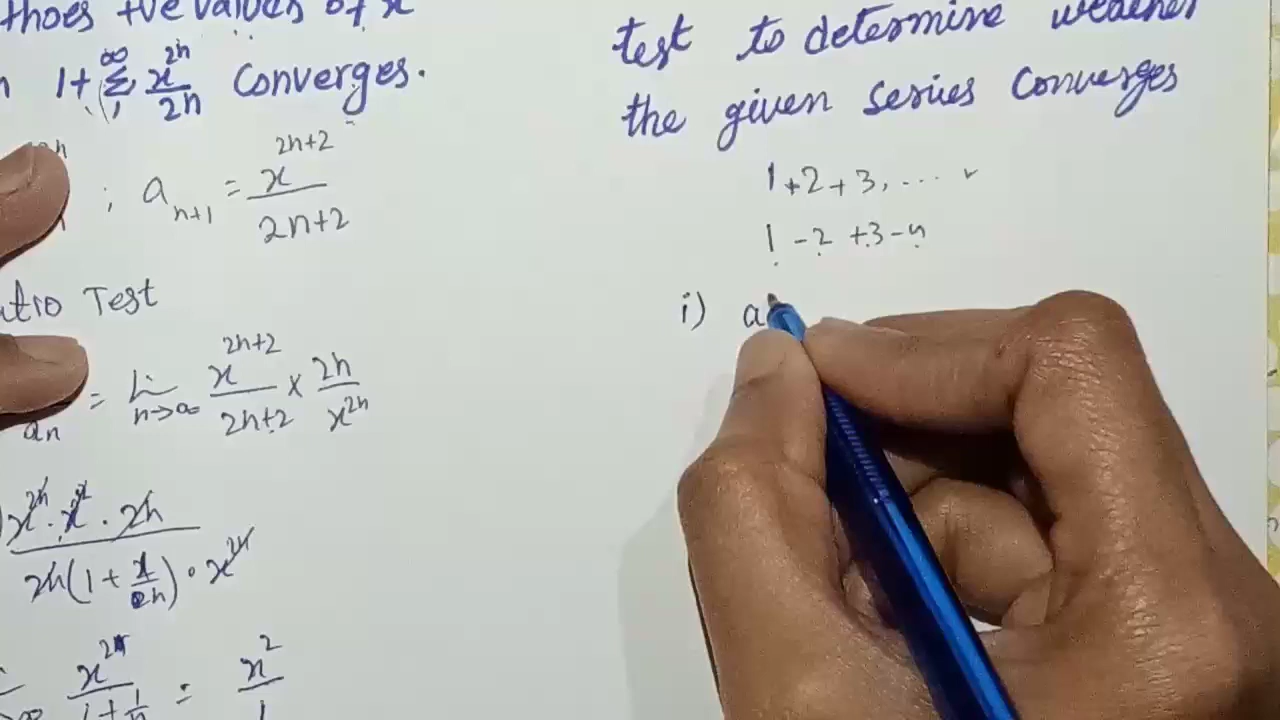 thoes +ve values of x
1+ ∞ Σ 1 x^2n / 2n Converges.
; a_n+1 = x^2n+2 / 2n+2
Test
a_n = lim n→∞ x^2n+2 / 2n+2 × 2n / x^2n
x^2n · x^2 · 2n / 2n(1 + 1/2n) · x^2n
x^2 / 1+ 1/n = x^2 / 1
test to determine
the given series Converges
1 +2 +3, ....
1 -2 +3 -4
i) a